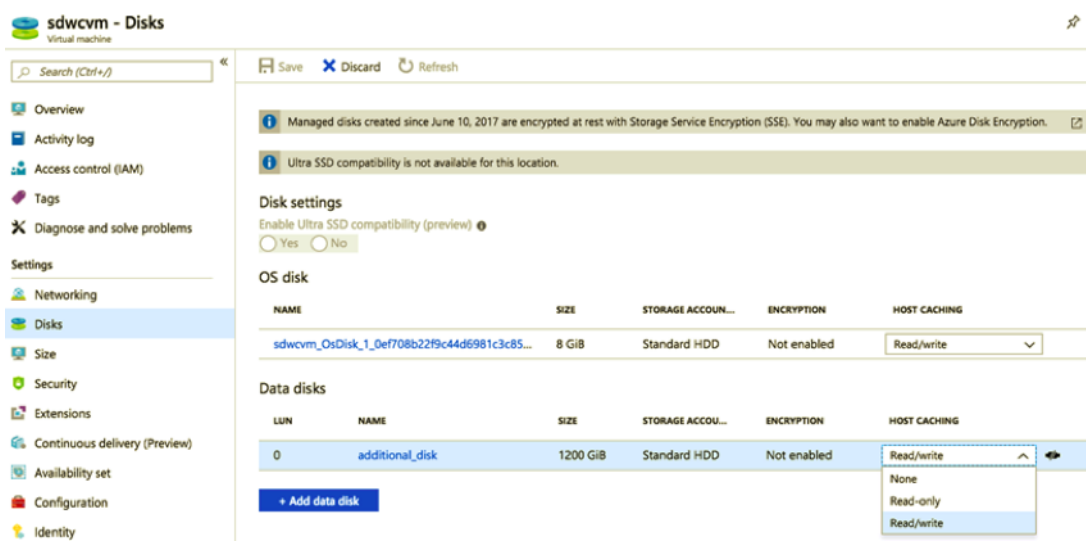 sdwcvm - Disks
Virtual machine
Search (Ctrl+/)
«
Overview
Activity log
Access control (IAM)
Tags
Diagnose and solve problems
Settings
Networking
Disks
Size
Security
Extensions
Continuous delivery (Preview)
Availability set
Configuration
Identity
Save Discard Refresh
Managed disks created since June 10, 2017 are encrypted at rest with Storage Service Encryption (SSE). You may also want to enable Azure Disk Encryption.
Ultra SSD compatibility is not available for this location.
Disk settings
Enable Ultra SSD compatibility (preview)
Yes No
OS disk
NAME SIZE STORAGE ACCOUN... ENCRYPTION HOST CACHING
sdwcvm_OsDisk_1_0ef708b22f9c44d6981c3c85... 8 GiB Standard HDD Not enabled Read/write
Data disks
LUN NAME SIZE STORAGE ACCOU... ENCRYPTION HOST CACHING
0 additional_disk 1200 GiB Standard HDD Not enabled Read/write
None
Read-only
Read/write
+ Add data disk